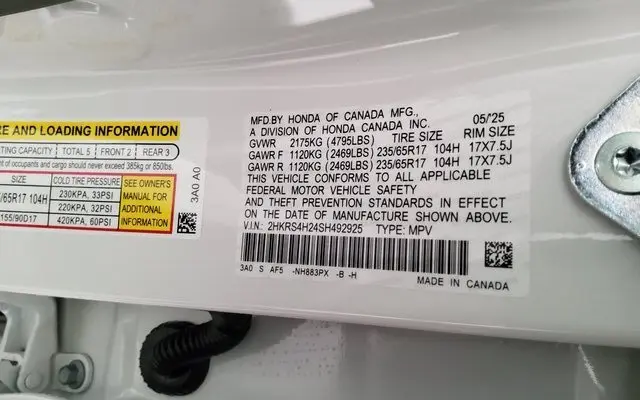 RE AND LOADING INFORMATION
TING CAPACITY TOTAL 5 FRONT 2 REAR 3
of occupants and cargo should never exceed 385kg or 850lbs.
SIZE COLD TIRE PRESSURE SEE OWNER'S MANUAL FOR ADDITIONAL INFORMATION
/65R17 104H 230KPA, 33PSI
220KPA, 32PSI
155/90D17 420KPA, 60PSI
3A0 A0
MFD.BY HONDA OF CANADA MFG., 05/25
A DIVISION OF HONDA CANADA INC.
GVWR 2175KG (4795LBS) TIRE SIZE RIM SIZE
GAWR F 1120KG (2469LBS) 235/65R17 104H 17X7.5J
GAWR R 1120KG (2469LBS) 235/65R17 104H 17X7.5J
THIS VEHICLE CONFORMS TO ALL APPLICABLE
FEDERAL MOTOR VEHICLE SAFETY
AND THEFT PREVENTION STANDARDS IN EFFECT
ON THE DATE OF MANUFACTURE SHOWN ABOVE.
V.I.N: 2HKRS4H24SH492925 TYPE: MPV
3A0 S AF5 -NH883PX -B -H
MADE IN CANADA